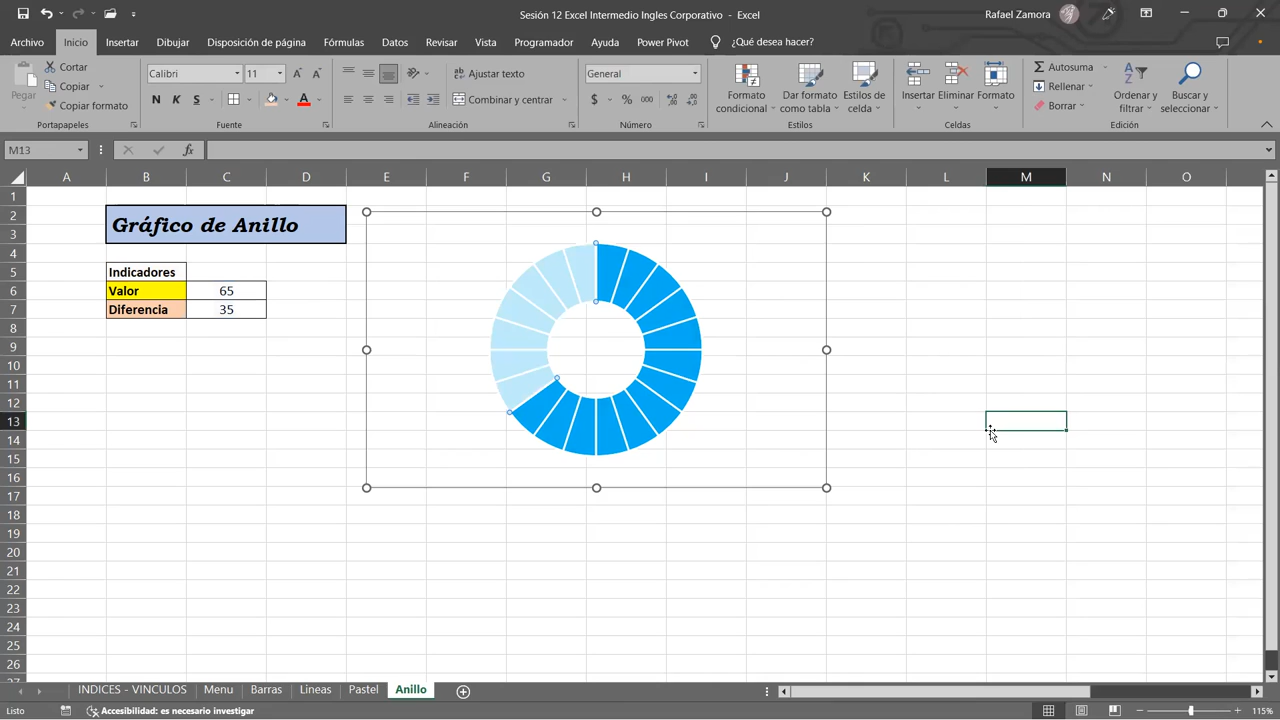 Sesión 12 Excel Intermedio Ingles Corporativo - Excel
Rafael Zamora
Archivo Inicio Insertar Dibujar Disposición de página Fórmulas Datos Revisar Vista Programador Ayuda Power Pivot ¿Qué desea hacer?
Pegar
Cortar
Copiar
Copiar formato
Portapapeles
Calibri 11
N K S
Fuente
Ajustar texto
Combinar y centrar
Alineación
General
$ % 000
Número
Formato condicional
Dar formato como tabla
Estilos de celda
Estilos
Insertar Eliminar Formato
Celdas
Autosuma
Rellenar
Borrar
Ordenar y filtrar
Buscar y seleccionar
Edición
M13
fx
A B C D E F G H I J K L M N O
1
2
3
4
5
6
7
8
9
10
11
12
13
14
15
16
17
18
19
20
21
22
23
24
25
26
27
Gráfico de Anillo
Indicadores
Valor 65
Diferencia 35
INDICES - VINCULOS Menu Barras Lineas Pastel Anillo
Listo Accesibilidad: es necesario investigar 115%